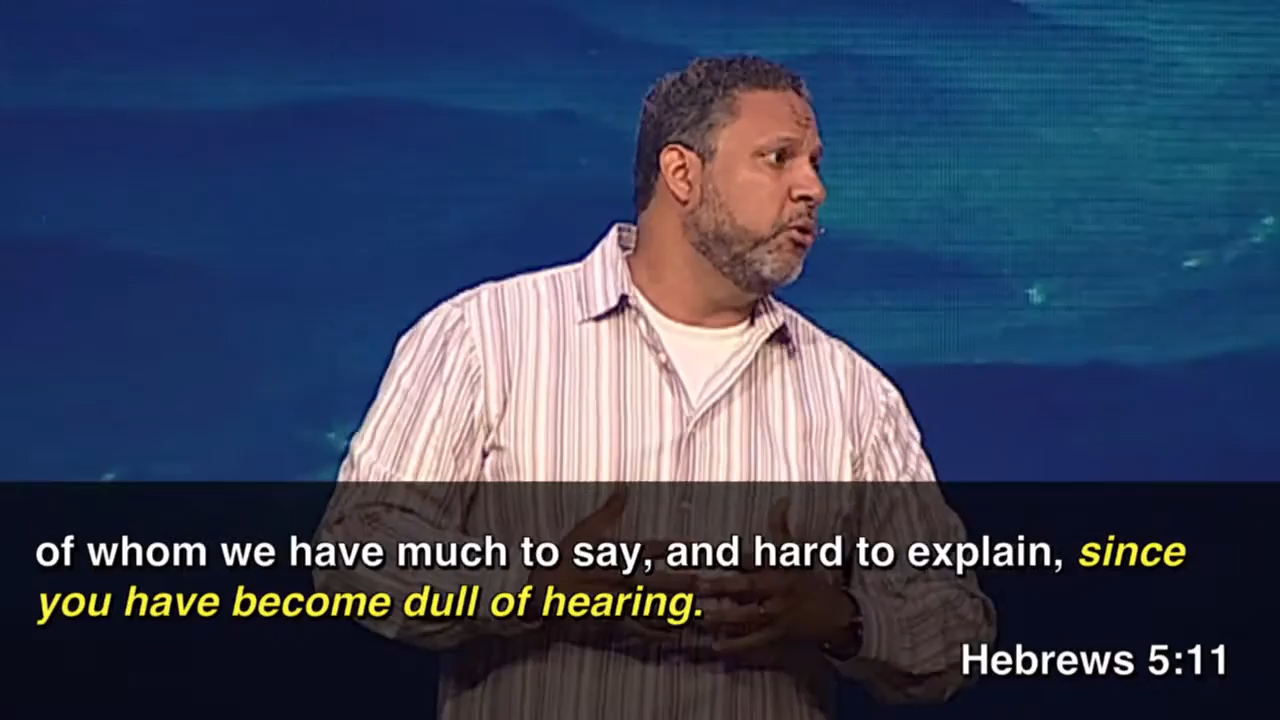 of whom we have much to say, and hard to explain, since
you have become dull of hearing.
Hebrews 5:11